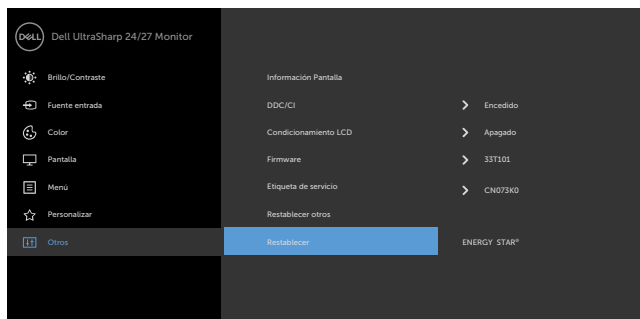 DELL Dell UltraSharp 24/27 Monitor
Brillo/Contraste
Fuente entrada
Color
Pantalla
Menú
Personalizar
Otros
Información Pantalla
DDC/CI Encedido
Condicionamiento LCD Apagado
Firmware 33T101
Etiqueta de servicio CN073K0
Restablecer otros
Restablecer ENERGY STAR®